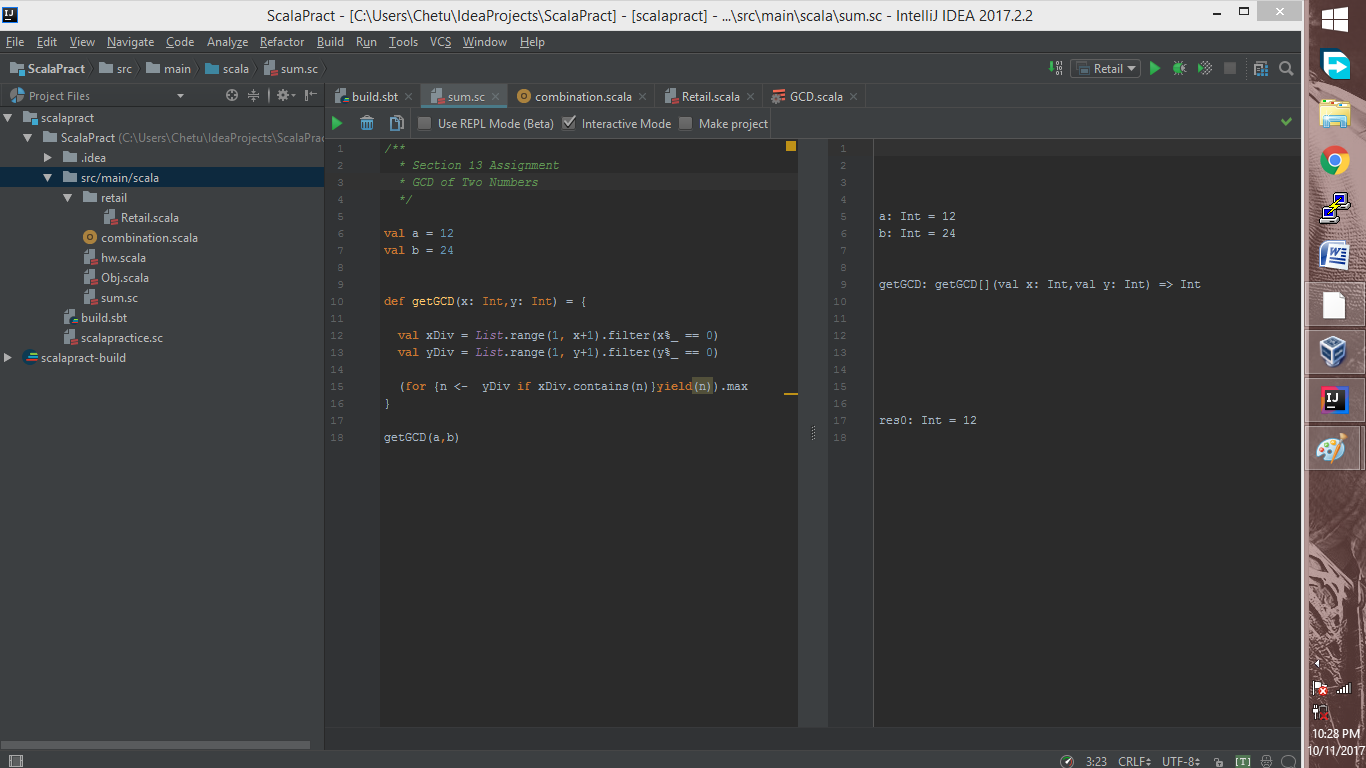 ScalaPract - [C:\Users\Chetu\IdeaProjects\ScalaPract] - [scalapract] - ...\src\main\scala\sum.sc - IntelliJ IDEA 2017.2.2
File Edit View Navigate Code Analyze Refactor Build Run Tools VCS Window Help
ScalaPract src main scala sum.sc Retail
Project Files
build.sbt sum.sc combination.scala Retail.scala GCD.scala
Use REPL Mode (Beta) Interactive Mode Make project
scalapract
ScalaPract (C:\Users\Chetu\IdeaProjects\ScalaPrac
.idea
src/main/scala
retail
Retail.scala
combination.scala
hw.scala
Obj.scala
sum.sc
build.sbt
scalapractice.sc
scalapract-build
1 /**
2 * Section 13 Assignment
3 * GCD of Two Numbers
4 */
5
6 val a = 12
7 val b = 24
8
9
10 def getGCD(x: Int,y: Int) = {
11
12 val xDiv = List.range(1, x+1).filter(x%_ == 0)
13 val yDiv = List.range(1, y+1).filter(y%_ == 0)
14
15 (for {n <-  yDiv if xDiv.contains(n)}yield(n)).max
16 }
17
18 getGCD(a,b)
1
2
3
4
5 a: Int = 12
6 b: Int = 24
7
8
9 getGCD: getGCD[](val x: Int,val y: Int) => Int
10
11
12
13
14
15
16
17 res0: Int = 12
18
3:23 CRLF UTF-8 [T]
10:28 PM
10/11/2017